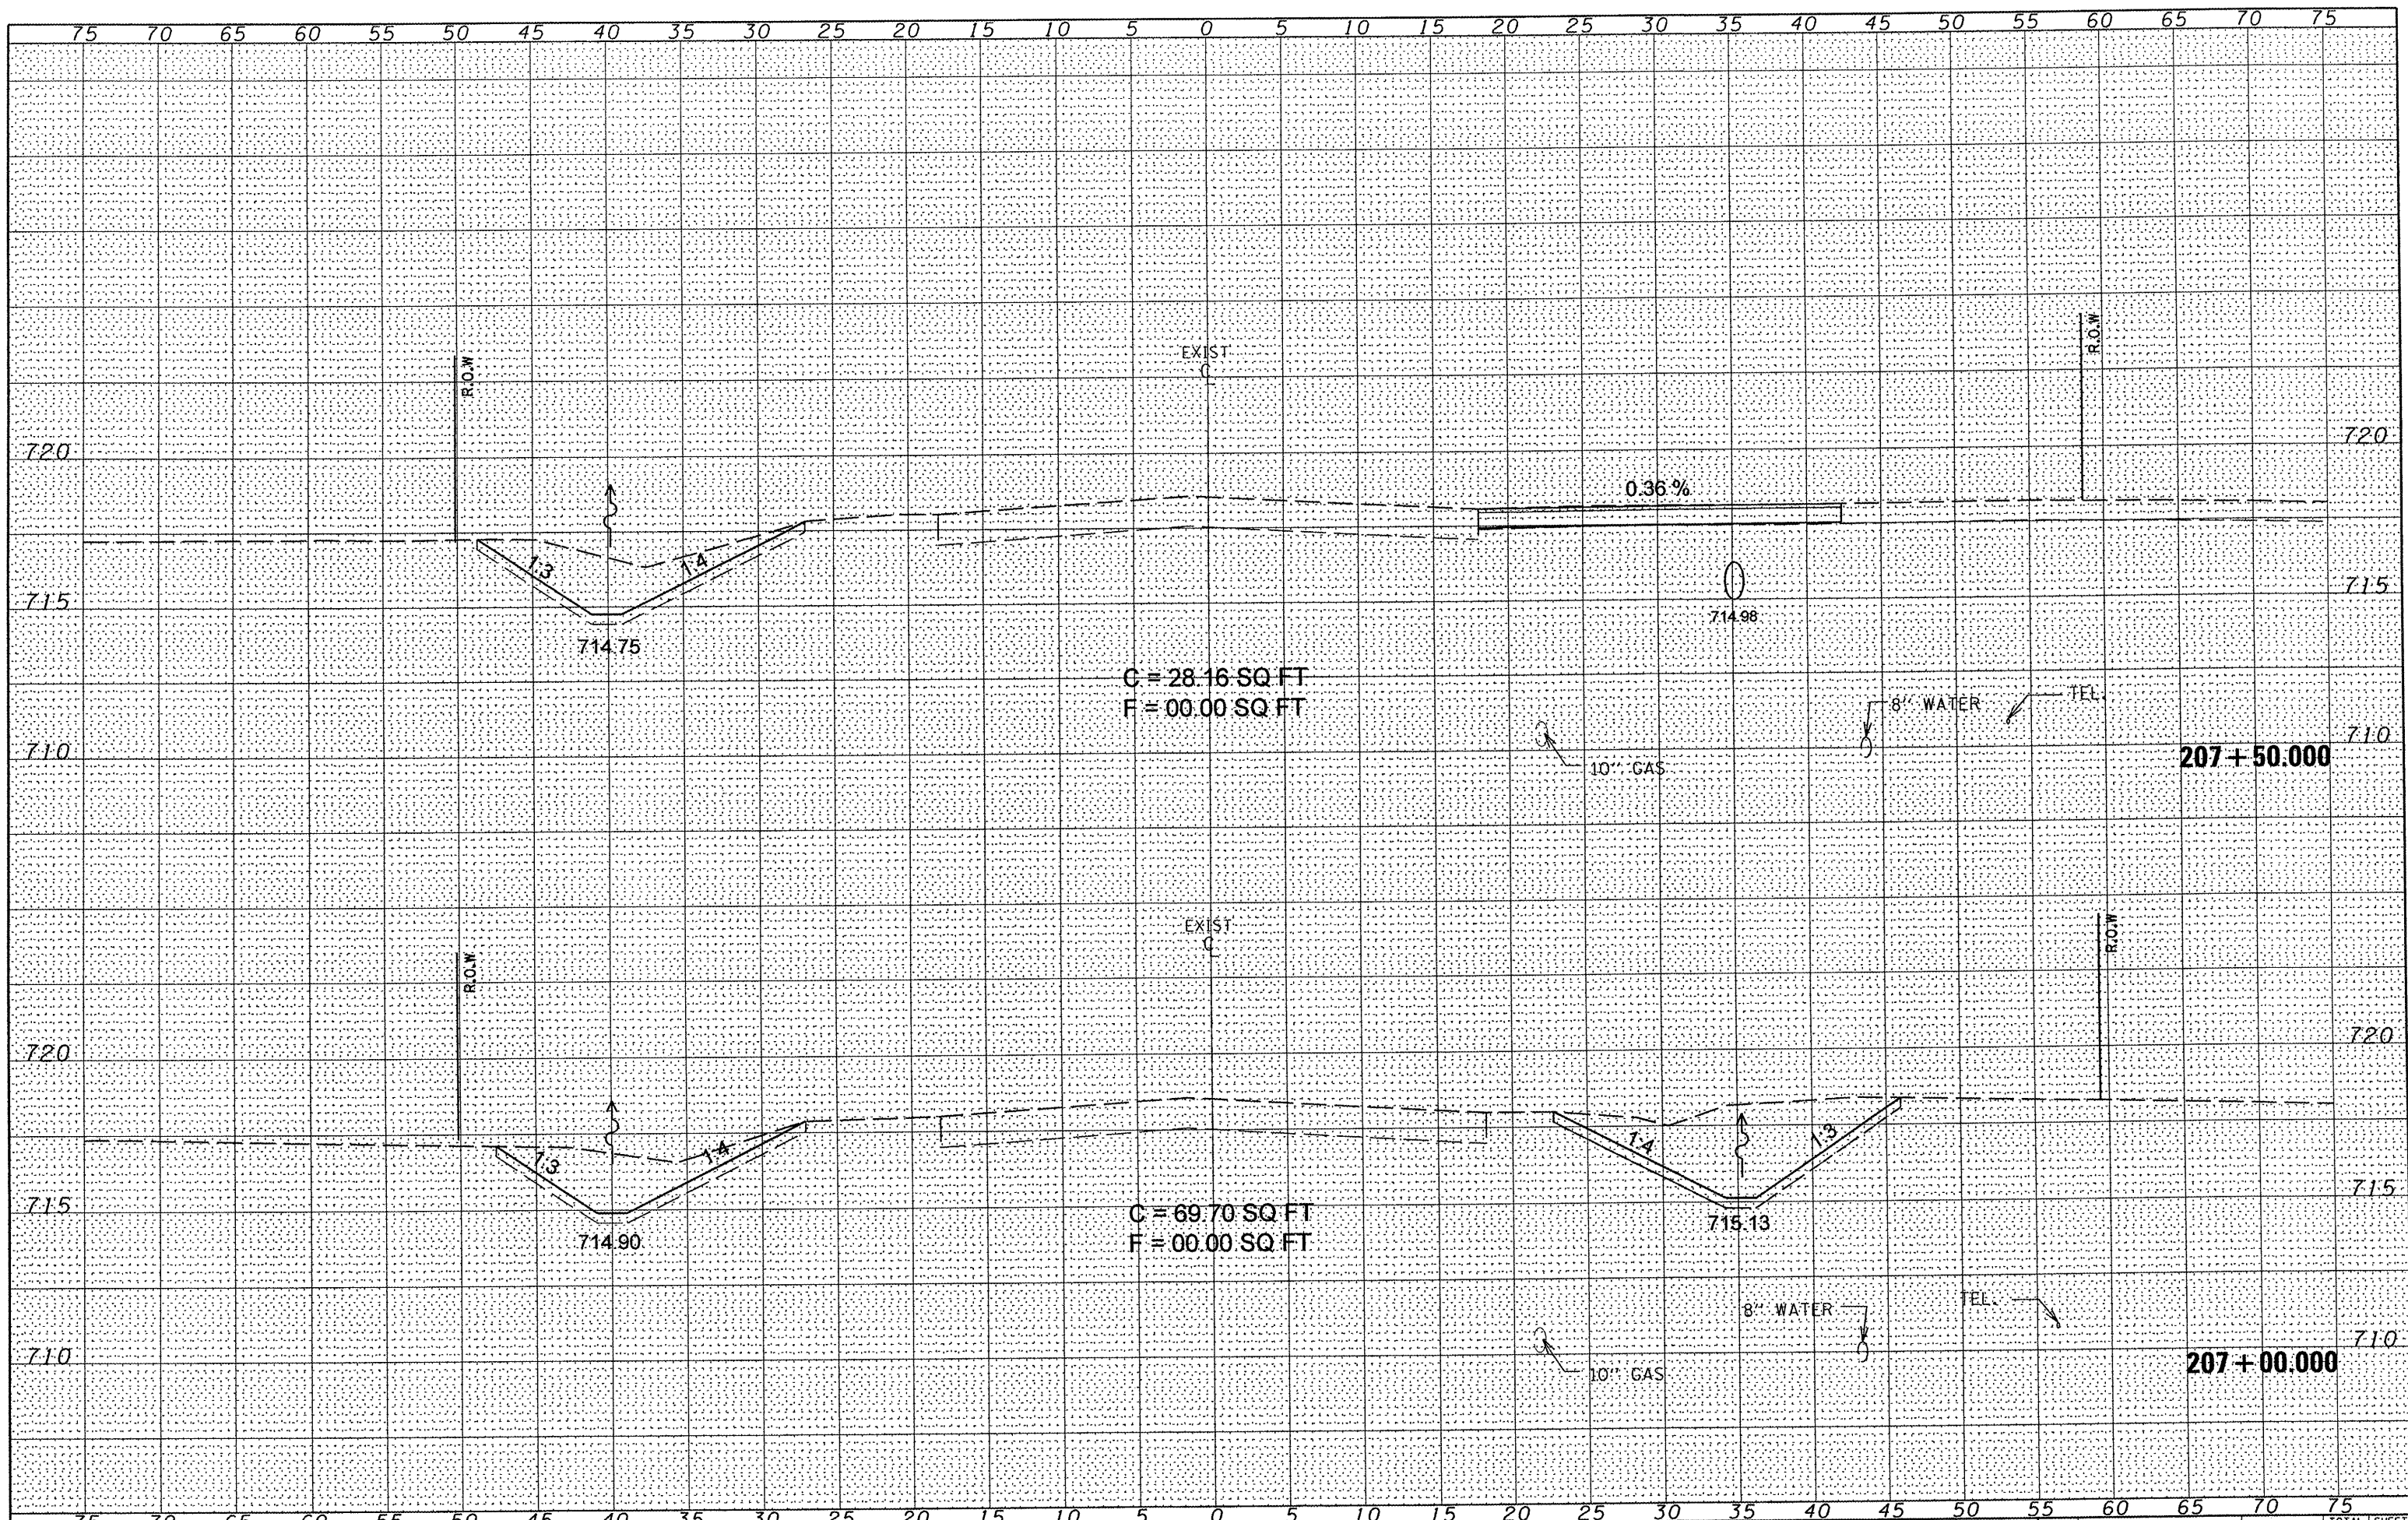 75 70 65 60 55 50 45 40 35 30 25 20 15 10 5 0 5 10 15 20 25 30 35 40 45 50 55 60 65 70 75
R.O.W
R.O.W
EXIST
℄
720
720
0.36 %
1:3
1:4
715
715
714.98
714.75
C = 28.16 SQ FT
F = 00.00 SQ FT
8" WATER
TEL.
710
710
10" GAS
207 + 50.000
R.O.W
R.O.W
EXIST
℄
720
720
1:3
1:4
1:4
1:3
715
715
714.90
C = 69.70 SQ FT
F = 00.00 SQ FT
715.13
8" WATER
TEL.
710
710
10" GAS
207 + 00.000
75 70 65 60 55 50 45 40 35 30 25 20 15 10 5 0 5 10 15 20 25 30 35 40 45 50 55 60 65 70 75